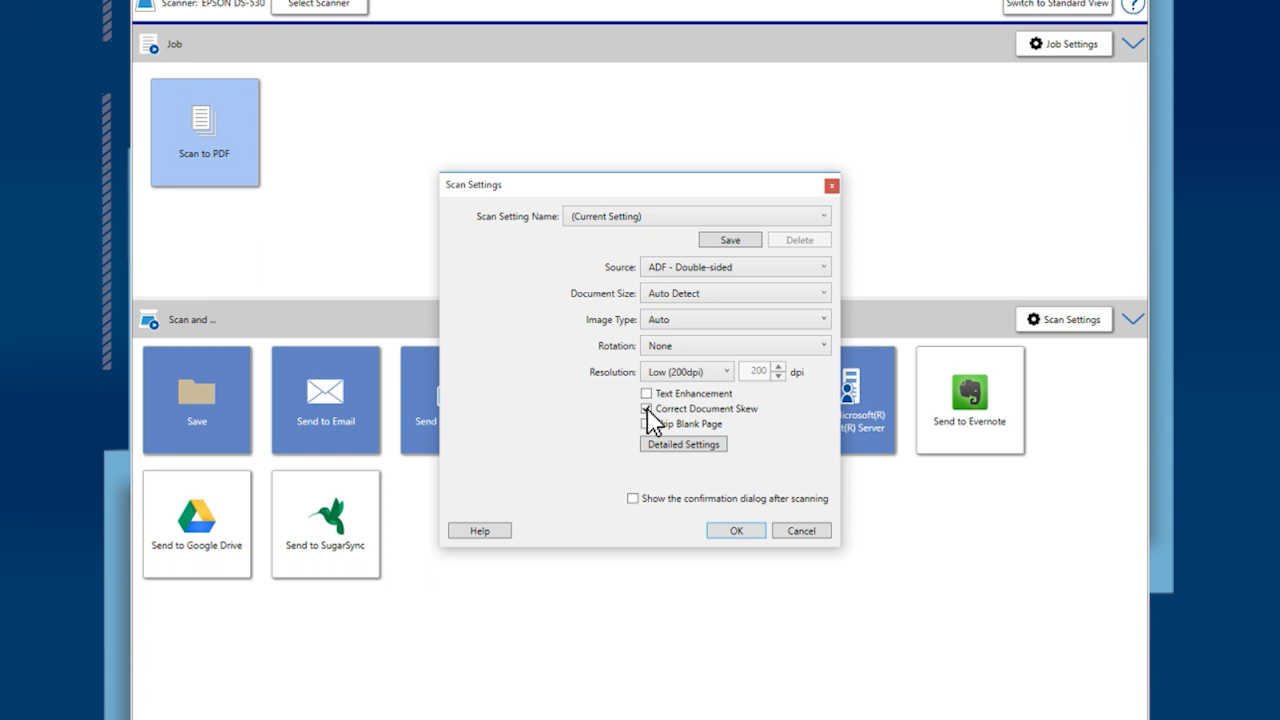 Scanner: EPSON DS-530
Select Scanner
Switch to Standard View
?
Job
Job Settings
Scan to PDF
Scan Settings
x
Scan Setting Name: (Current Setting)
Save
Delete
Source: ADF - Double-sided
Document Size: Auto Detect
Image Type: Auto
Rotation: None
Resolution: Low (200dpi) 200 dpi
Text Enhancement
Correct Document Skew
ip Blank Page
Detailed Settings
Show the confirmation dialog after scanning
Help
OK
Cancel
Scan and ...
Scan Settings
Save
Send to Email
Send
icrosoft(R)
t(R) Server
Send to Evernote
Send to Google Drive
Send to SugarSync